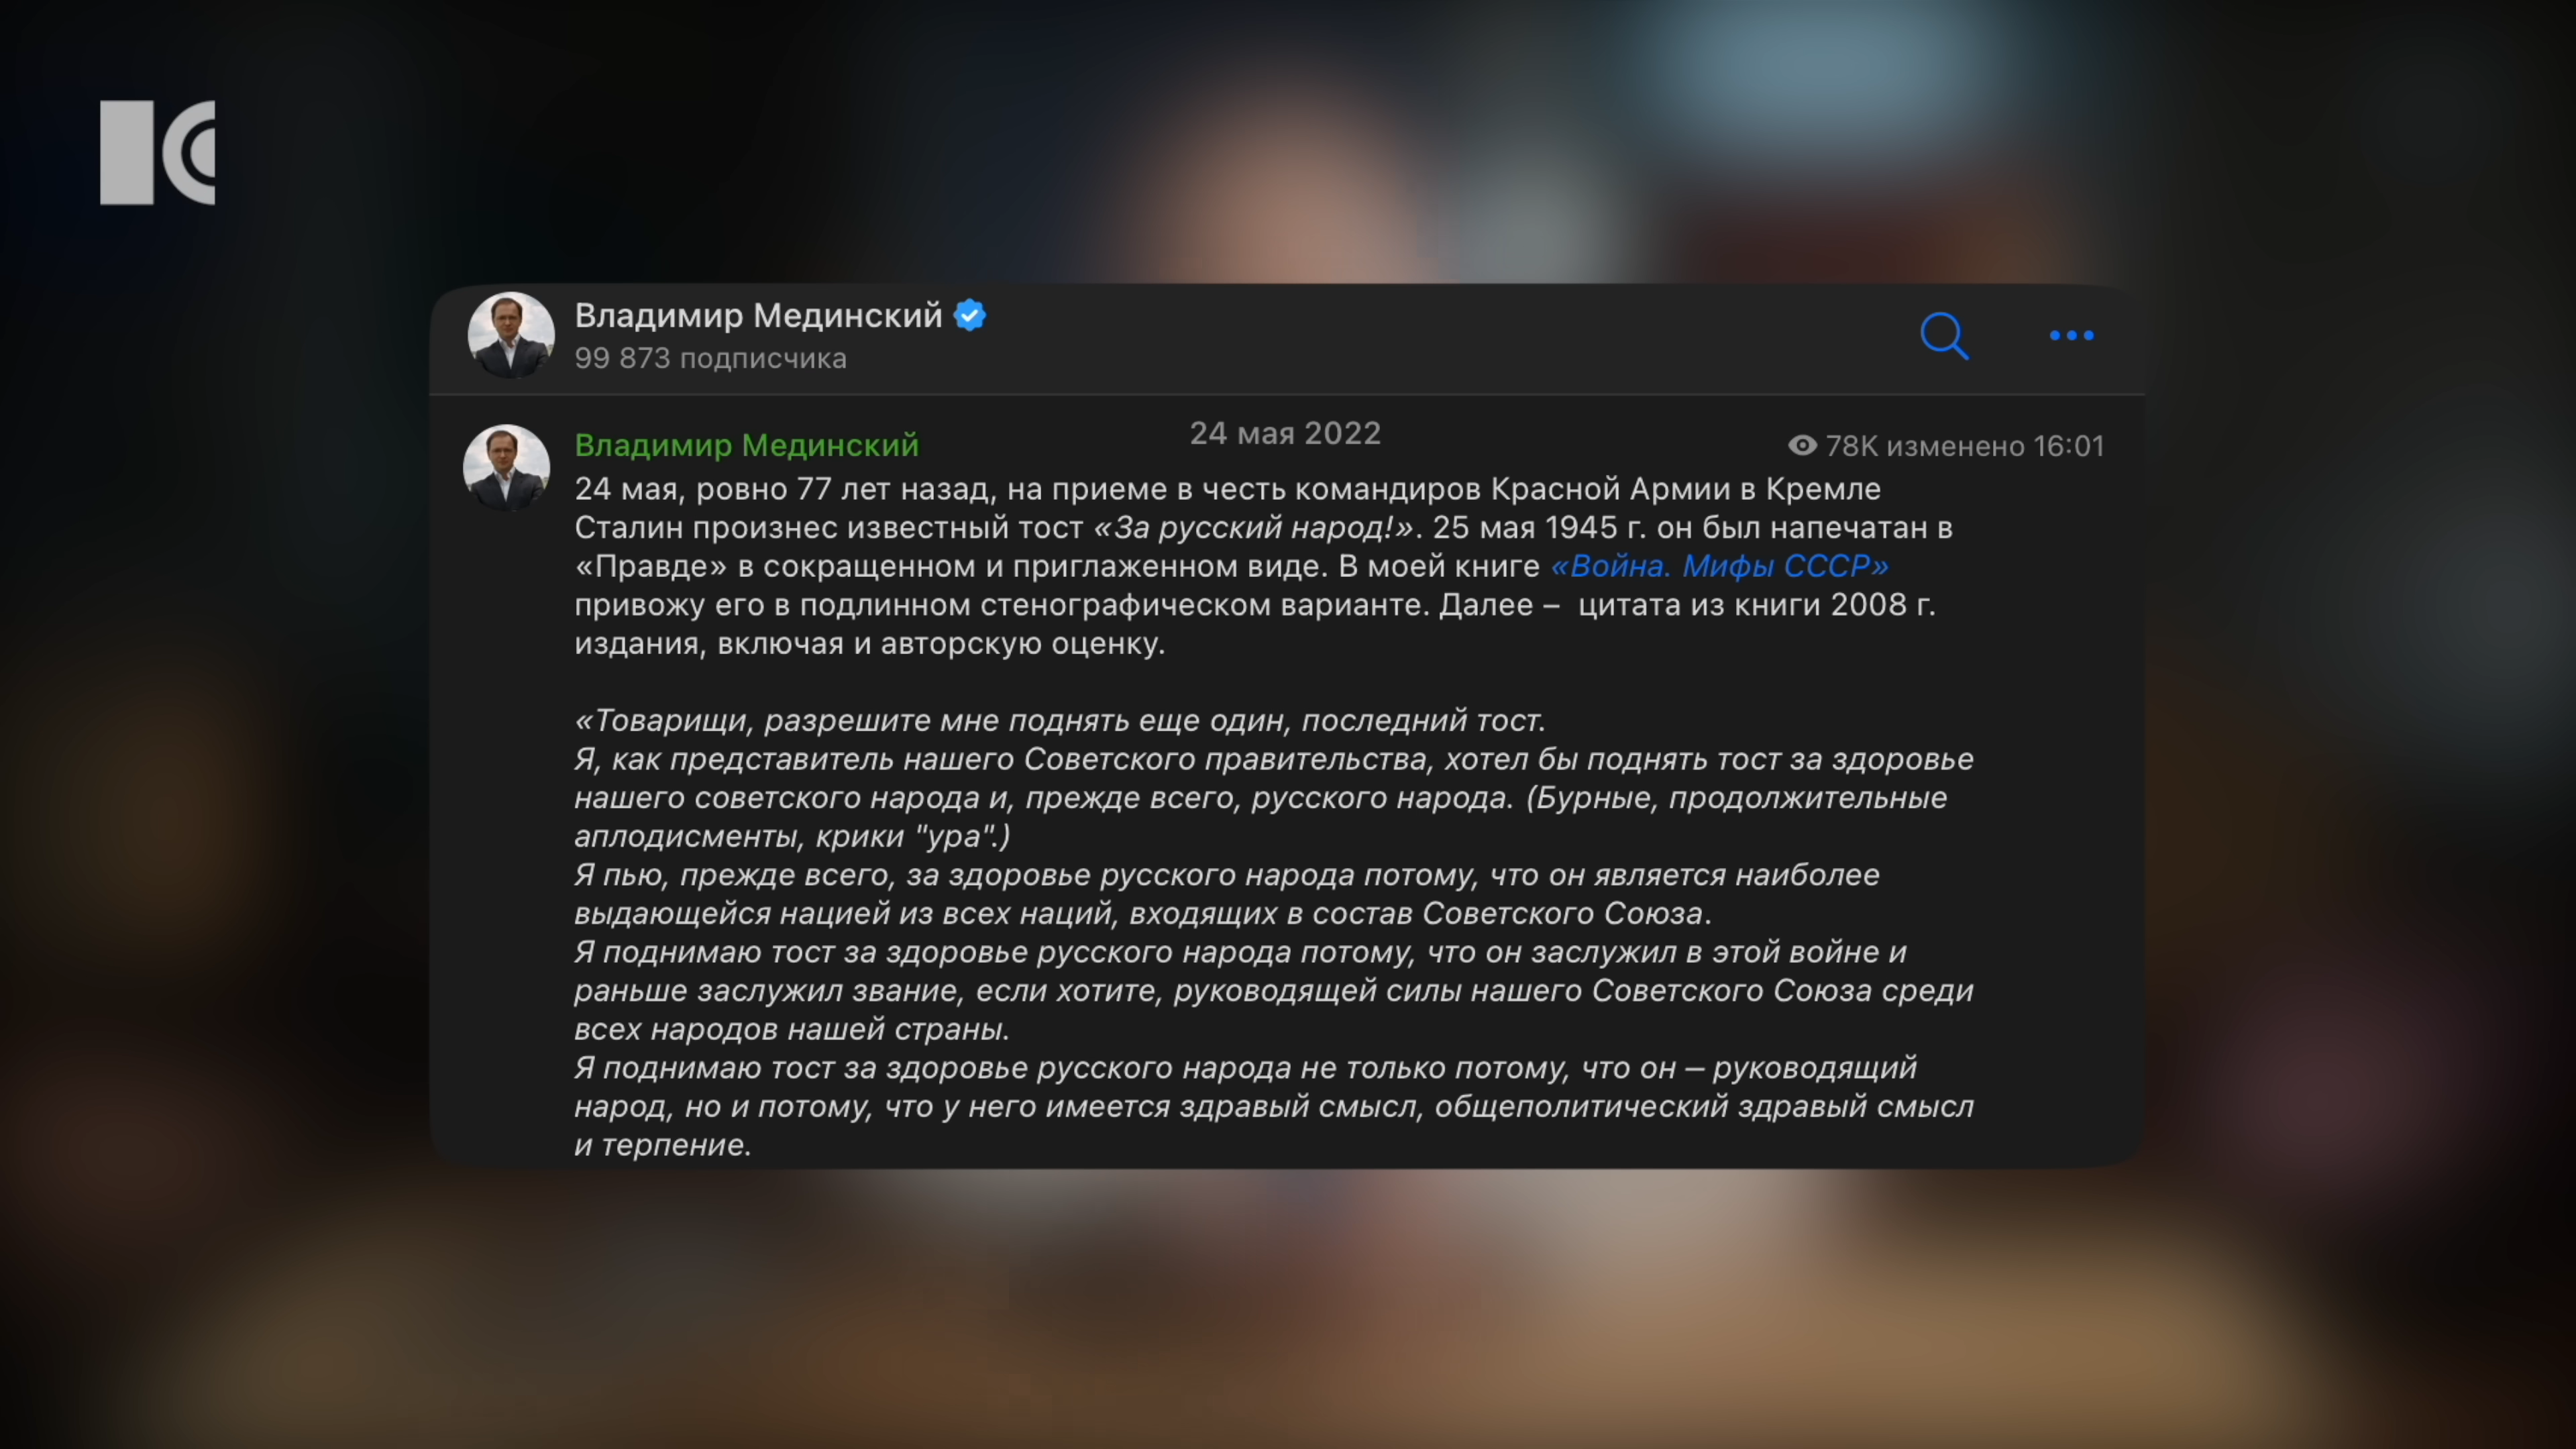 Владимир Мединский
99 873 подписчика
24 мая 2022
Владимир Мединский
78K изменено 16:01
24 мая, ровно 77 лет назад, на приеме в честь командиров Красной Армии в Кремле
Сталин произнес известный тост «За русский народ!». 25 мая 1945 г. он был напечатан в
«Правде» в сокращенном и приглаженном виде. В моей книге «Война. Мифы СССР»
привожу его в подлинном стенографическом варианте. Далее – цитата из книги 2008 г.
издания, включая и авторскую оценку.
«Товарищи, разрешите мне поднять еще один, последний тост.
Я, как представитель нашего Советского правительства, хотел бы поднять тост за здоровье
нашего советского народа и, прежде всего, русского народа. (Бурные, продолжительные
аплодисменты, крики "ура".)
Я пью, прежде всего, за здоровье русского народа потому, что он является наиболее
выдающейся нацией из всех наций, входящих в состав Советского Союза.
Я поднимаю тост за здоровье русского народа потому, что он заслужил в этой войне и
раньше заслужил звание, если хотите, руководящей силы нашего Советского Союза среди
всех народов нашей страны.
Я поднимаю тост за здоровье русского народа не только потому, что он — руководящий
народ, но и потому, что у него имеется здравый смысл, общеполитический здравый смысл
и терпение.